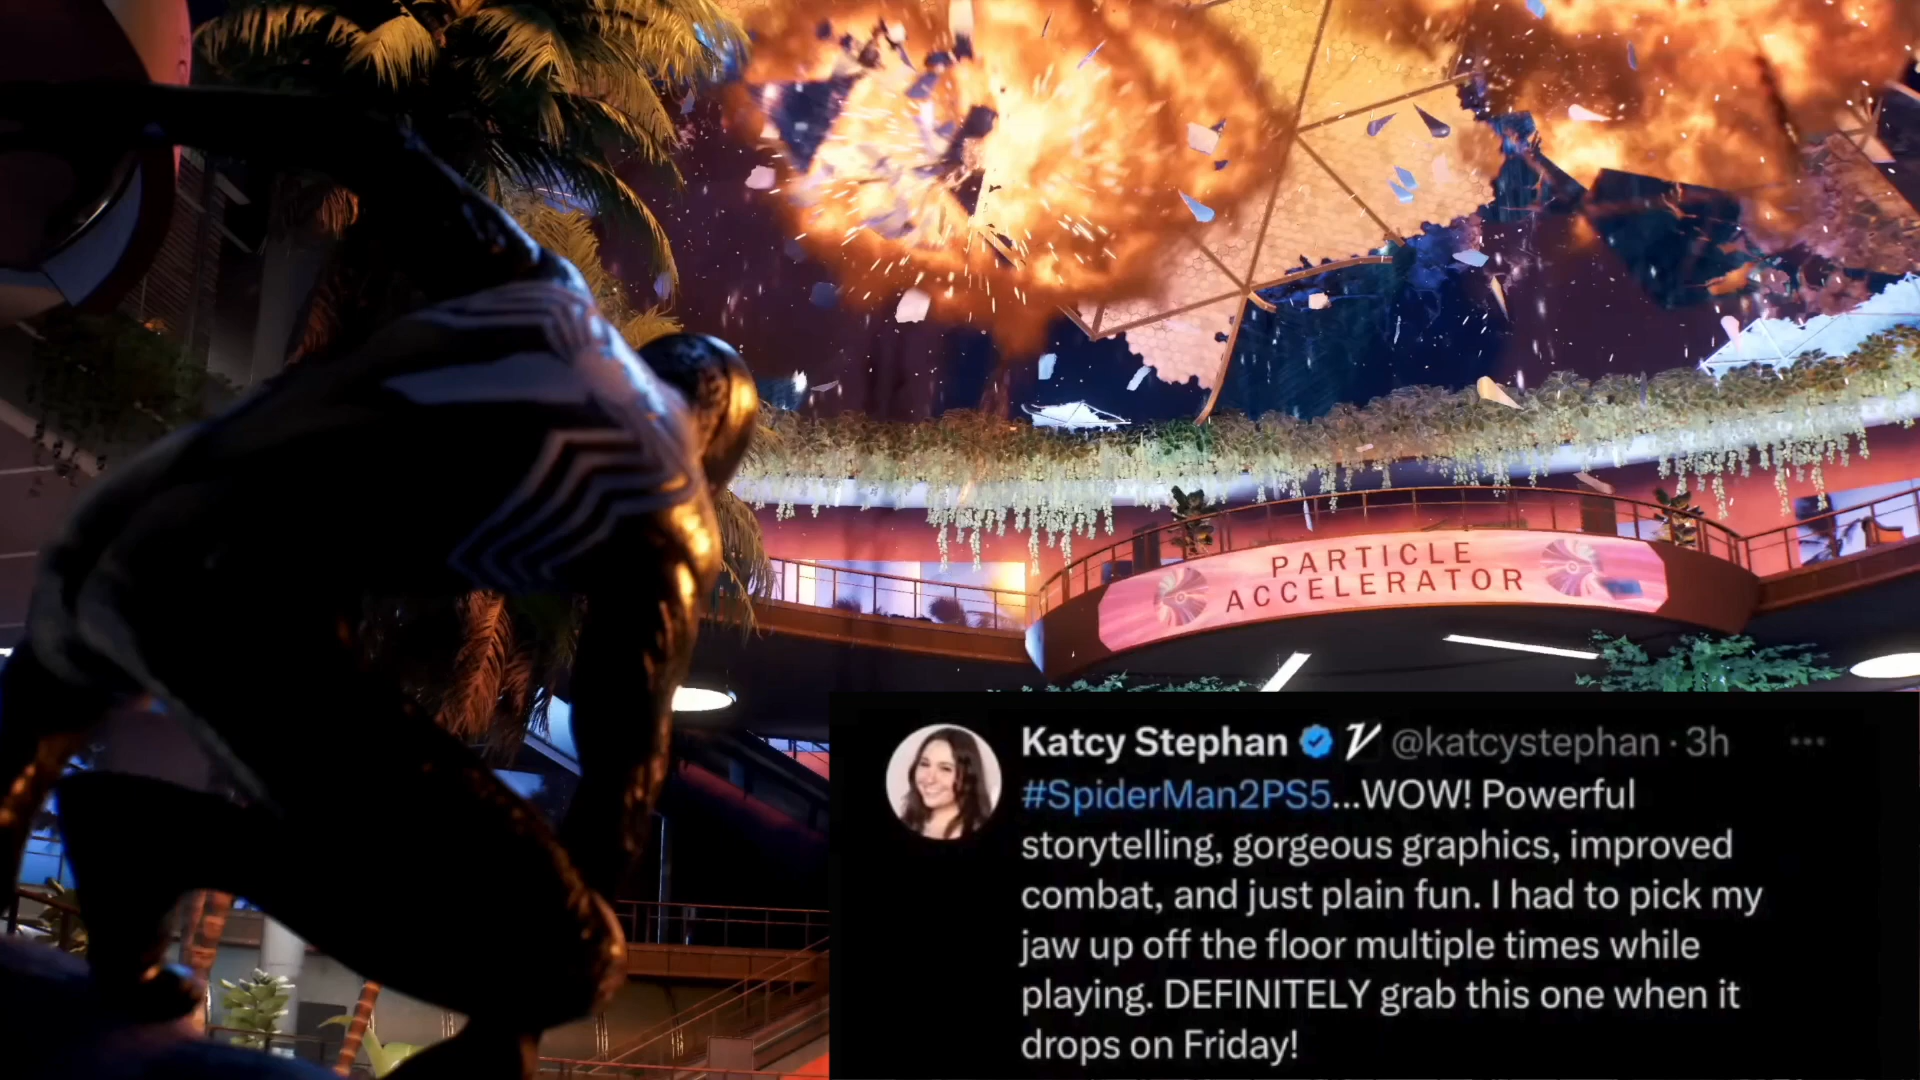 PARTICLE
ACCELERATOR
Katcy Stephan @katcystephan · 3h
#SpiderMan2PS5...WOW! Powerful
storytelling, gorgeous graphics, improved
combat, and just plain fun. I had to pick my
jaw up off the floor multiple times while
playing. DEFINITELY grab this one when it
drops on Friday!